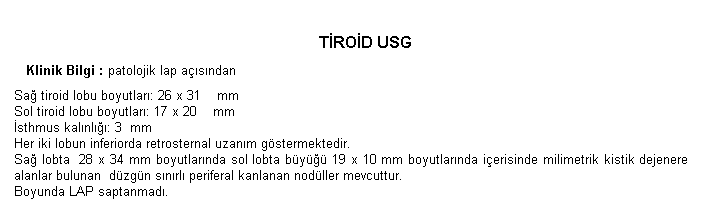 TİROİD USG
Klinik Bilgi : patolojik lap açısından
Sağ tiroid lobu boyutları: 26 x 31 mm
Sol tiroid lobu boyutları: 17 x 20 mm
İsthmus kalınlığı: 3 mm
Her iki lobun inferiorda retrosternal uzanım göstermektedir.
Sağ lobta 28 x 34 mm boyutlarında sol lobta büyüğü 19 x 10 mm boyutlarında içerisinde milimetrik kistik dejenere
alanlar bulunan düzgün sınırlı periferal kanlanan nodüller mevcuttur.
Boyunda LAP saptanmadı.